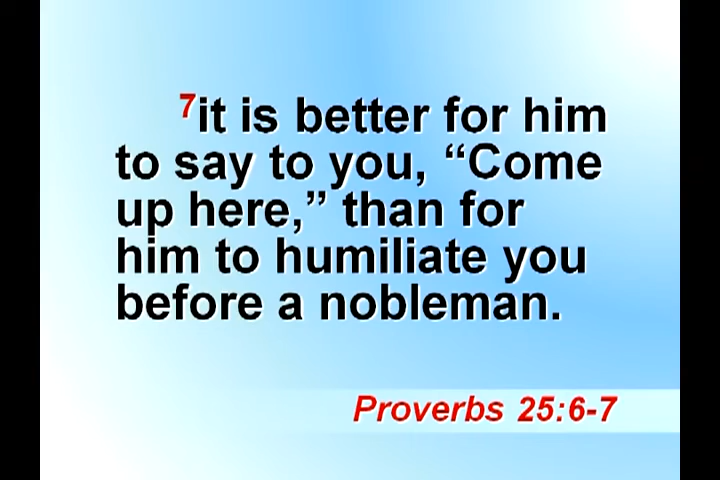 7it is better for him
to say to you, “Come
up here,” than for
him to humiliate you
before a nobleman.
Proverbs 25:6-7